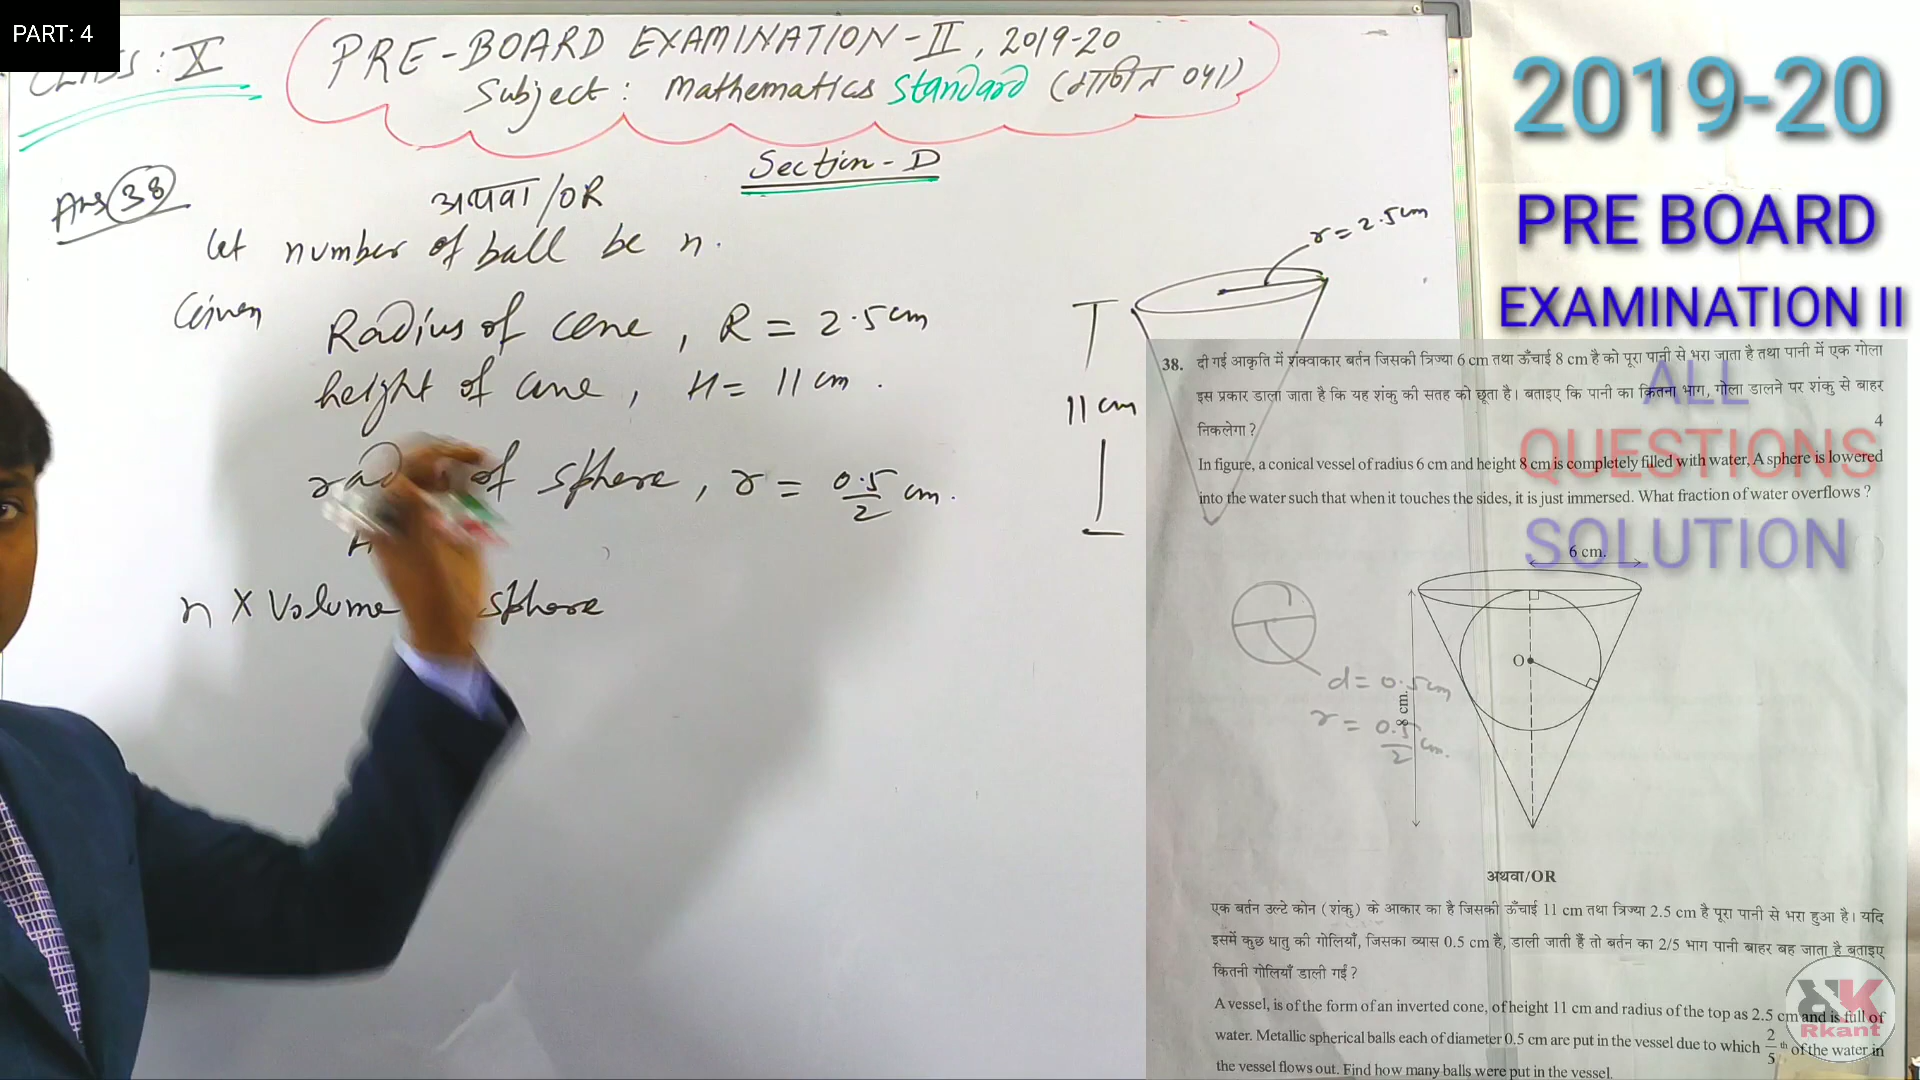 PART: 4
CLASS: X
PRE-BOARD EXAMINATION-II, 2019-20
Subject: Mathematics Standard (गणित 041)
Section-D
Ans 38
अथवा/OR
Let number of ball be n.
Given
Radius of cone, R = 2.5cm
height of cone, H = 11 cm.
of sphere, r = 0.5/2 cm.
n X Volume sphere
r = 2.5cm
11 cm
d = 0.5cm
r = 0.5/2 cm.
2019-20
PRE BOARD
EXAMINATION II
ALL
QUESTIONS
SOLUTION
38. दी गई आकृति में शंक्वाकार बर्तन जिसकी त्रिज्या 6 cm तथा ऊँचाई 8 cm है को पूरा पानी से भरा जाता है तथा पानी में एक गोला
इस प्रकार डाला जाता है कि यह शंकु की सतह को छूता है। बताइए कि पानी का कितना भाग, गोला डालने पर शंकु से बाहर
निकलेगा ? 4
In figure, a conical vessel of radius 6 cm and height 8 cm is completely filled with water, A sphere is lowered
into the water such that when it touches the sides, it is just immersed. What fraction of water overflows ?
6 cm.
O
8 cm.
अथवा/OR
एक बर्तन उल्टे कोन (शंकु) के आकार का है जिसकी ऊँचाई 11 cm तथा त्रिज्या 2.5 cm है पूरा पानी से भरा हुआ है। यदि
इसमें कुछ धातु की गोलियाँ, जिसका व्यास 0.5 cm है, डाली जाती हैं तो बर्तन का 2/5 भाग पानी बाहर बह जाता है बताइए
कितनी गोलियाँ डाली गईं ?
A vessel, is of the form of an inverted cone, of height 11 cm and radius of the top as 2.5 cm and is full of
water. Metallic spherical balls each of diameter 0.5 cm are put in the vessel due to which 2/5 th of the water in
the vessel flows out. Find how many balls were put in the vessel.
RK
Rkant